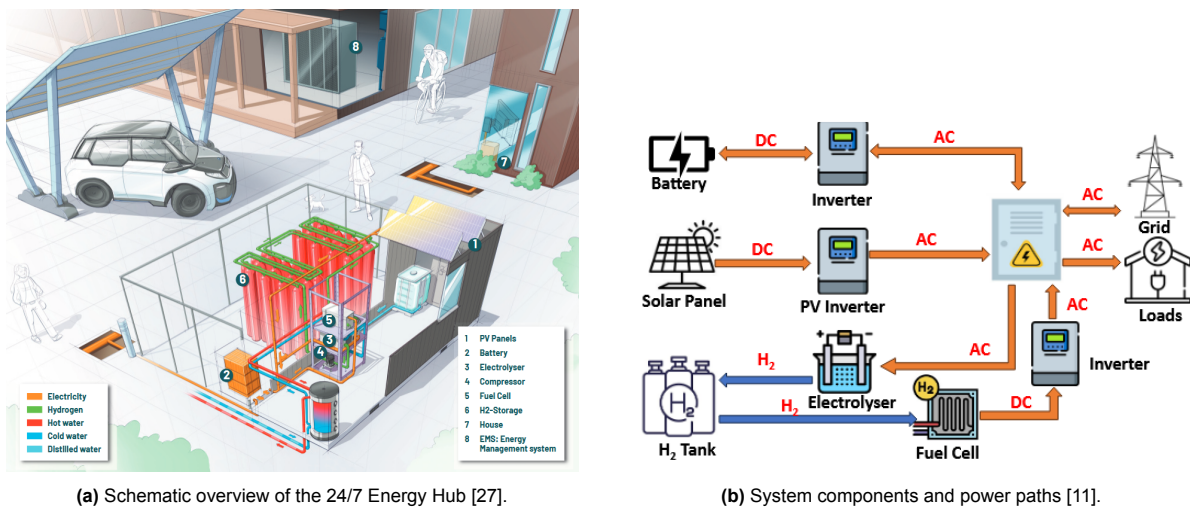 8
7
1
6
5
3
4
2
Electricity
Hydrogen
Hot water
Cold water
Distilled water
1 PV Panels
2 Battery
3 Electrolyser
4 Compressor
5 Fuel Cell
6 H2-Storage
7 House
8 EMS: Energy
Management system
(a) Schematic overview of the 24/7 Energy Hub [27].
DC
AC
Battery
Inverter
AC
Grid
DC
AC
AC
Solar Panel
PV Inverter
Loads
AC
AC
Inverter
H₂
Electrolyser
H₂
H₂
H₂
DC
H₂ Tank
Fuel Cell
(b) System components and power paths [11].